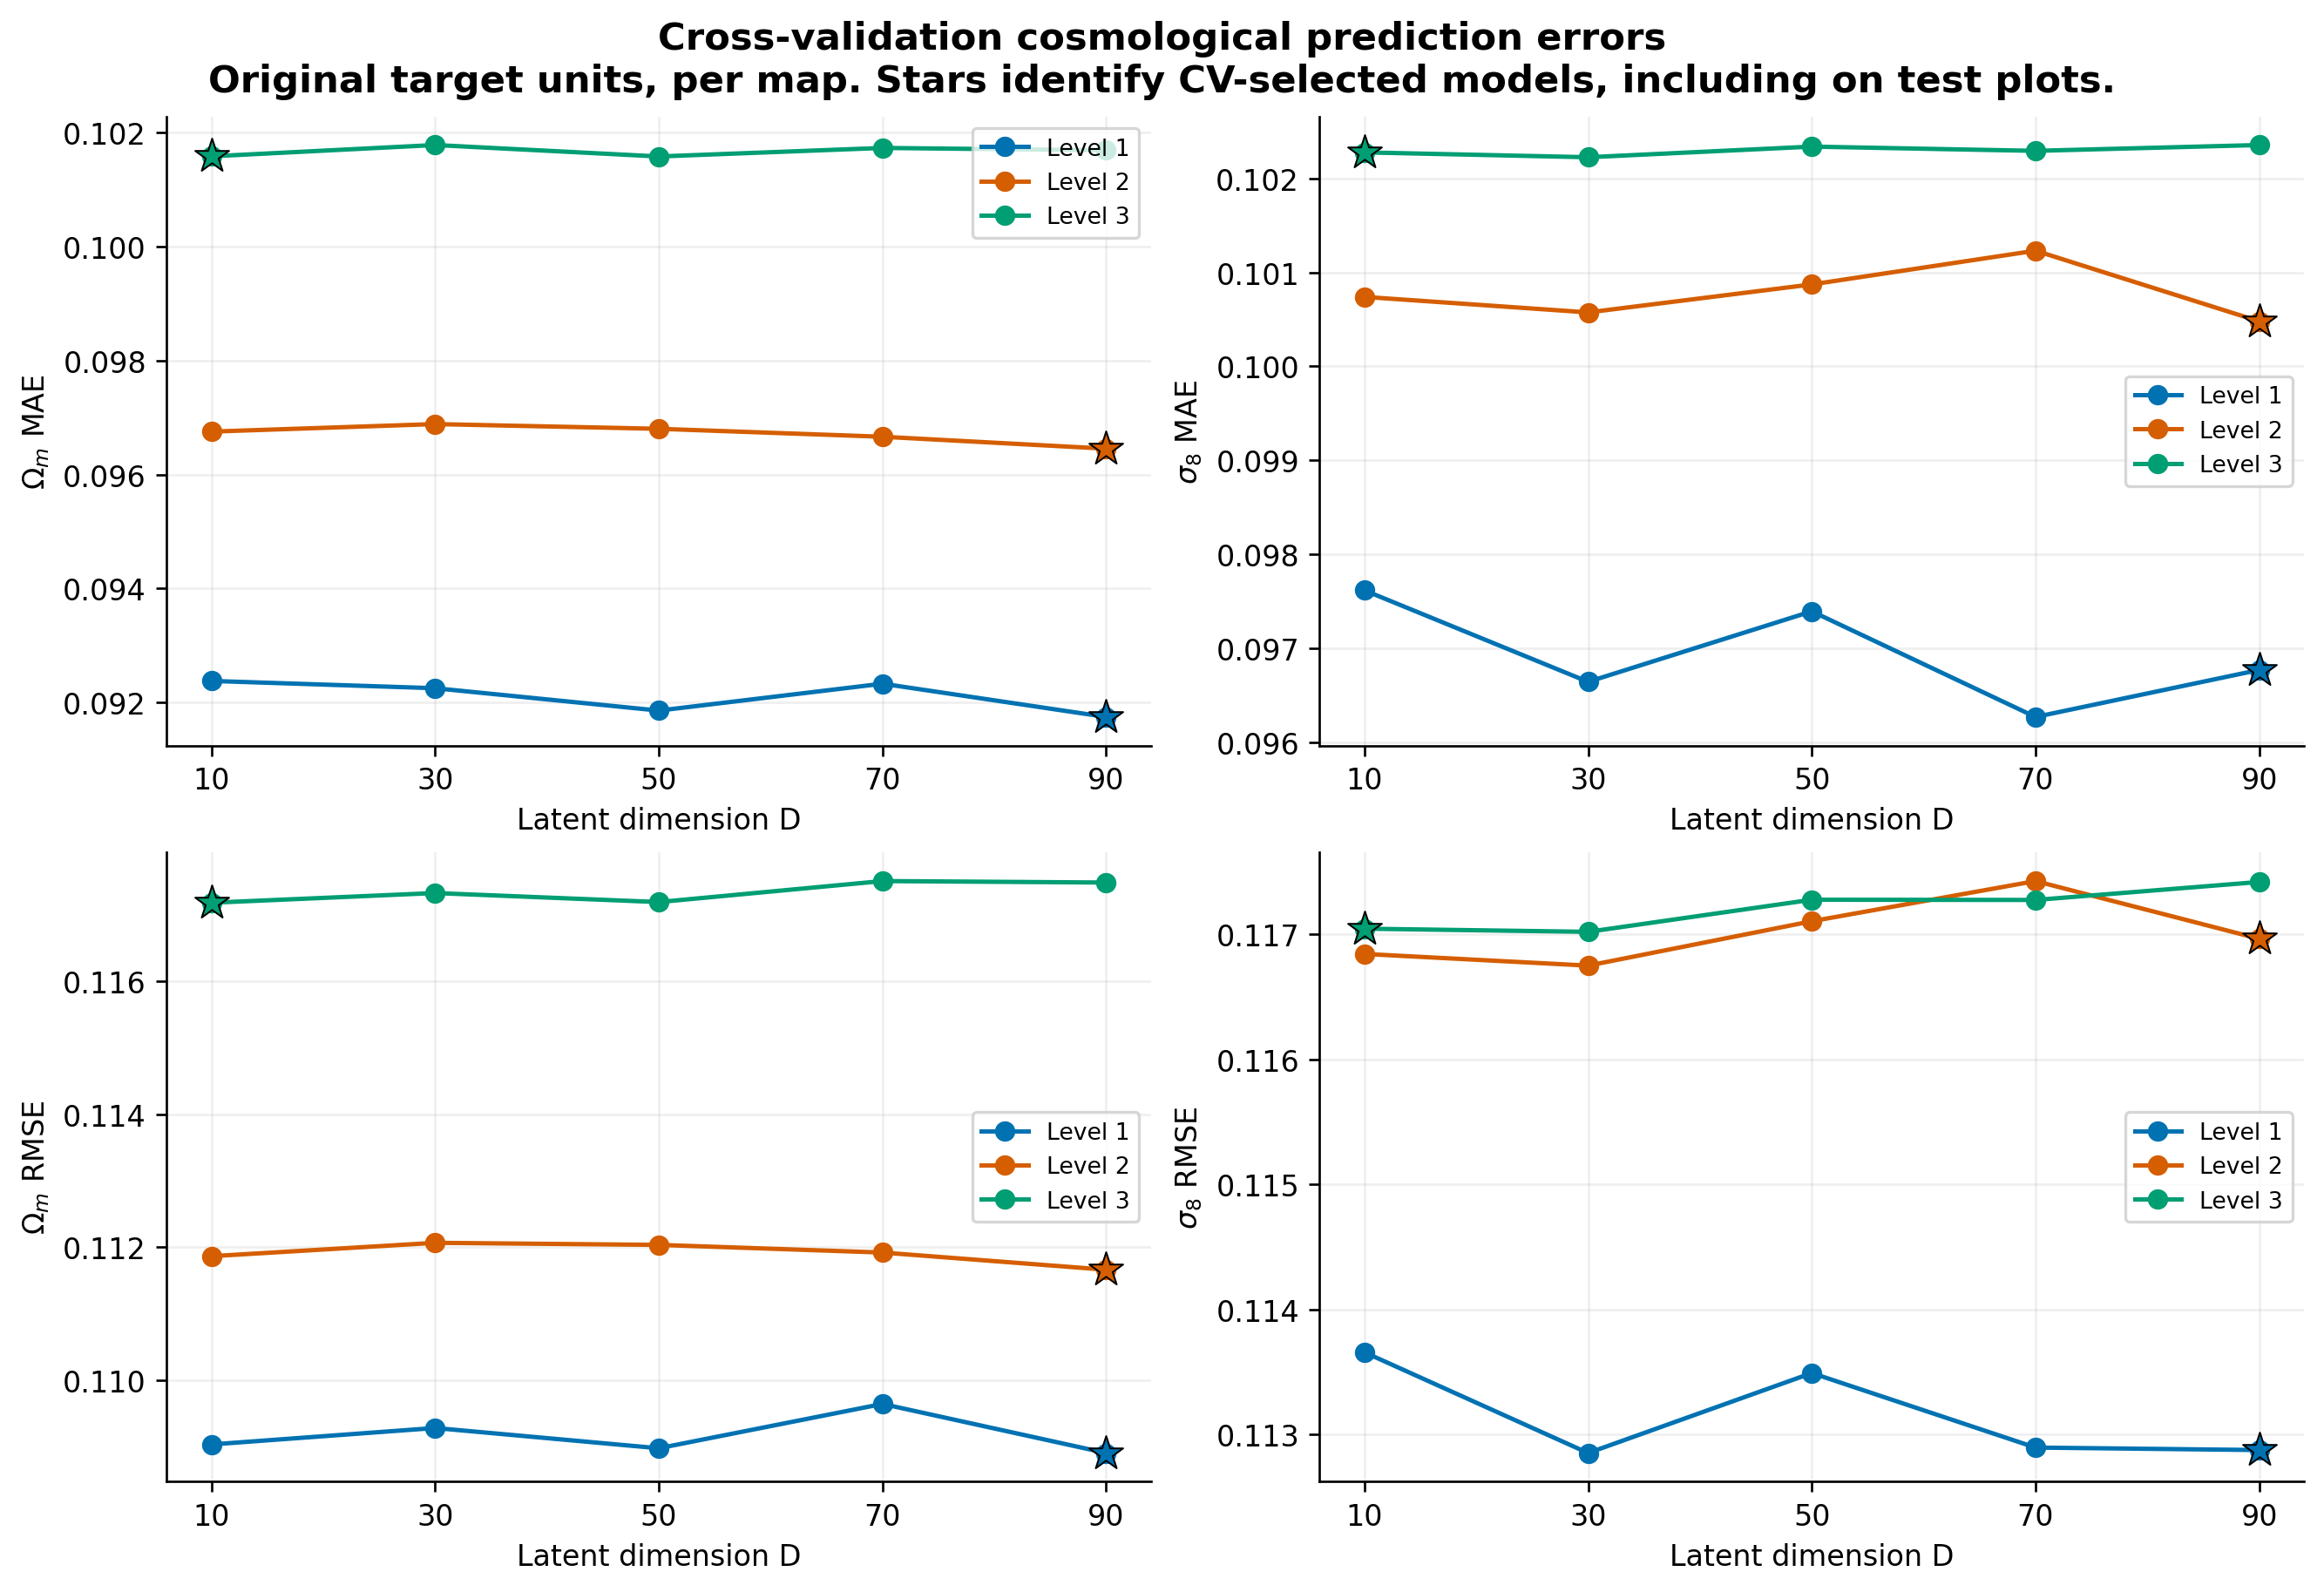 Cross-validation cosmological prediction errors
Original target units, per map. Stars identify CV-selected models, including on test plots.
0.102
0.100
0.098
0.096
0.094
0.092
Ωm MAE
Level 1
Level 2
Level 3
10 30 50 70 90
Latent dimension D
0.102
0.101
0.100
0.099
0.098
0.097
0.096
σ8 MAE
Level 1
Level 2
Level 3
10 30 50 70 90
Latent dimension D
0.116
0.114
0.112
0.110
Ωm RMSE
Level 1
Level 2
Level 3
10 30 50 70 90
Latent dimension D
0.117
0.116
0.115
0.114
0.113
σ8 RMSE
Level 1
Level 2
Level 3
10 30 50 70 90
Latent dimension D